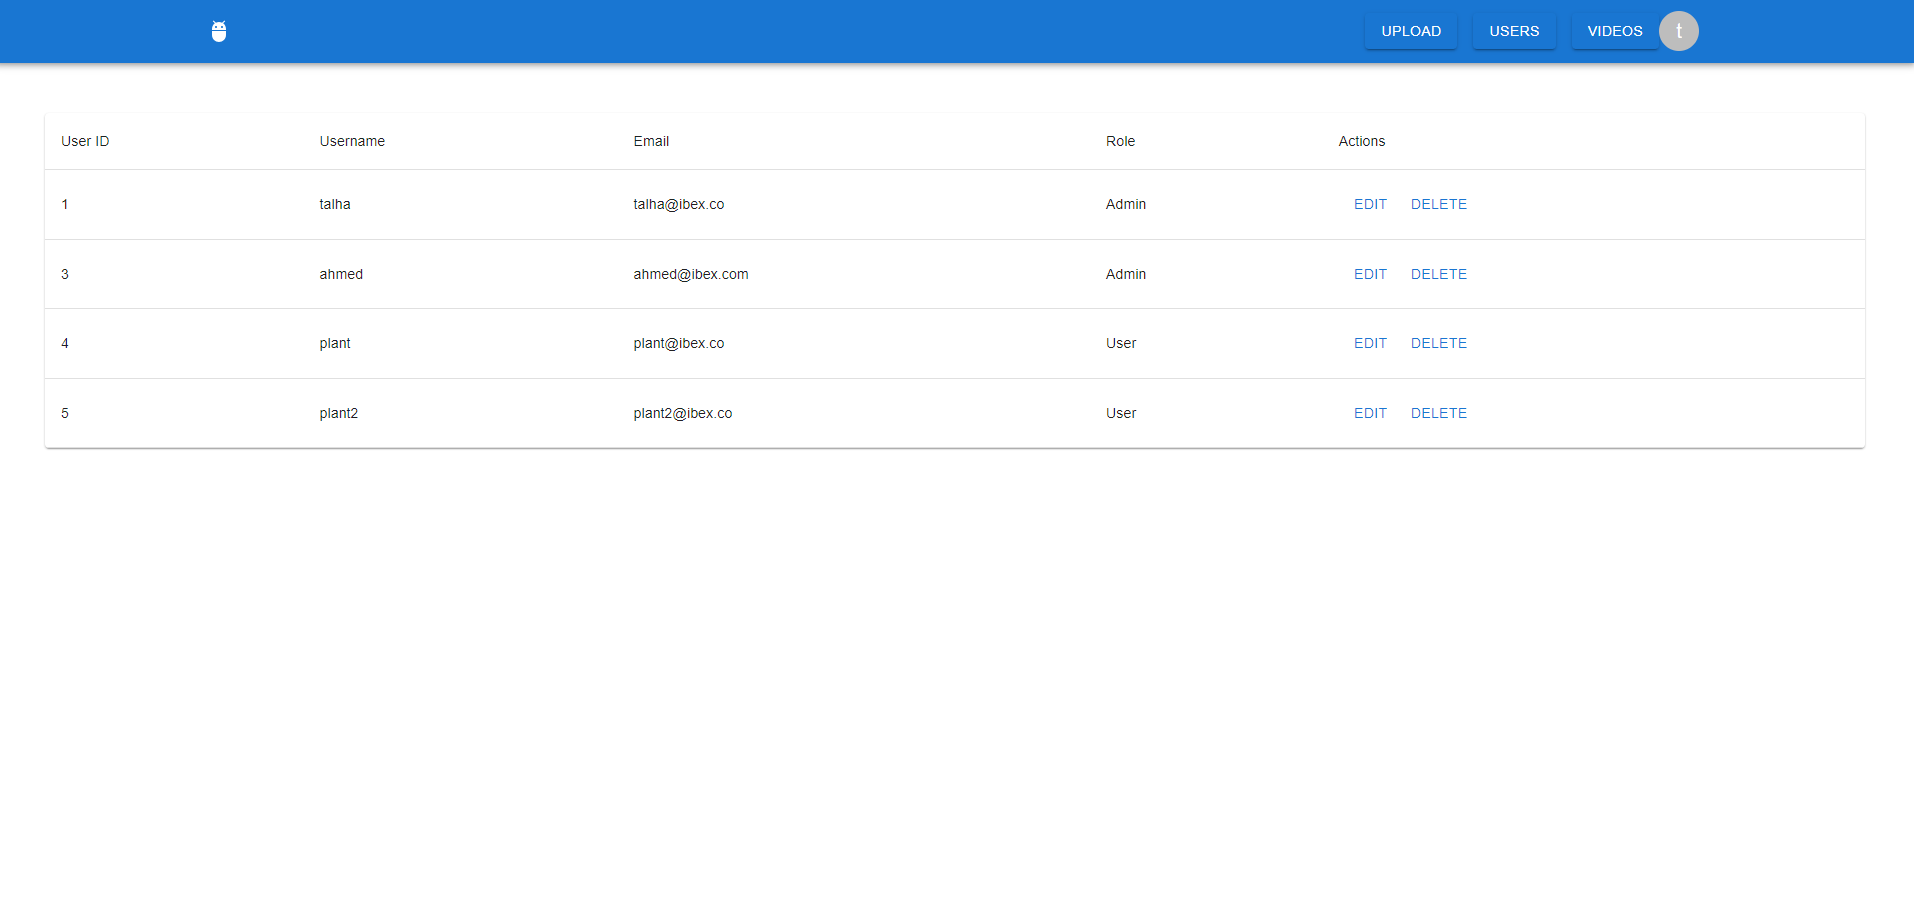 UPLOAD USERS VIDEOS t
User ID Username Email Role Actions
1 talha talha@ibex.co Admin EDIT DELETE
3 ahmed ahmed@ibex.com Admin EDIT DELETE
4 plant plant@ibex.co User EDIT DELETE
5 plant2 plant2@ibex.co User EDIT DELETE